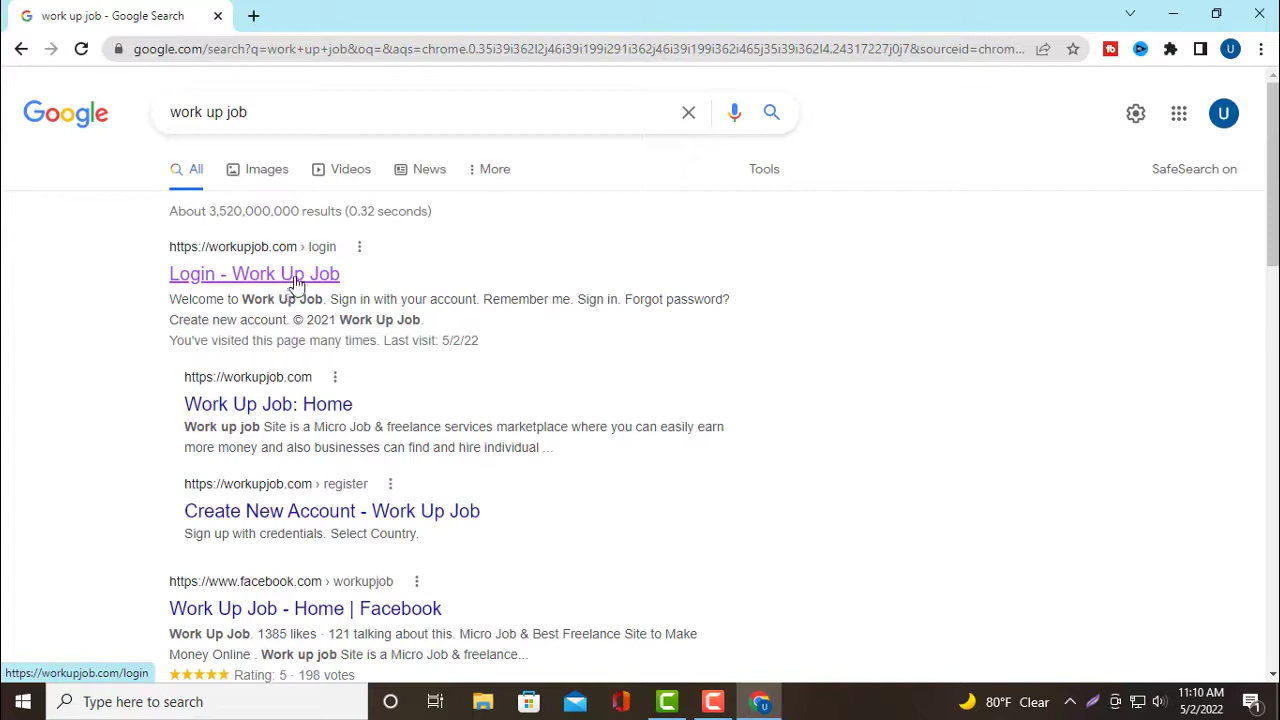 work up job - Google Search
google.com/search?q=work+up+job&oq=&aqs=chrome.0.35i39i362l2j46i39i199i291i362j46i39i199i362i465j35i39i362l4.24317227j0j7&sourceid=chrom...
U
Google
work up job
U
All
Images
Videos
News
More
Tools
SafeSearch on
About 3,520,000,000 results (0.32 seconds)
https://workupjob.com › login
Login - Work Up Job
Welcome to Work Up Job. Sign in with your account. Remember me. Sign in. Forgot password?
Create new account. © 2021 Work Up Job.
You've visited this page many times. Last visit: 5/2/22
https://workupjob.com
Work Up Job: Home
Work up job Site is a Micro Job & freelance services marketplace where you can easily earn
more money and also businesses can find and hire individual ...
https://workupjob.com › register
Create New Account - Work Up Job
Sign up with credentials. Select Country.
https://www.facebook.com › workupjob
Work Up Job - Home | Facebook
Work Up Job. 1385 likes · 121 talking about this. Micro Job & Best Freelance Site to Make
Money Online . Work up job Site is a Micro Job & freelance...
Rating: 5 · 198 votes
https://workupjob.com/login
Type here to search
80°F Clear
11:10 AM
5/2/2022
1